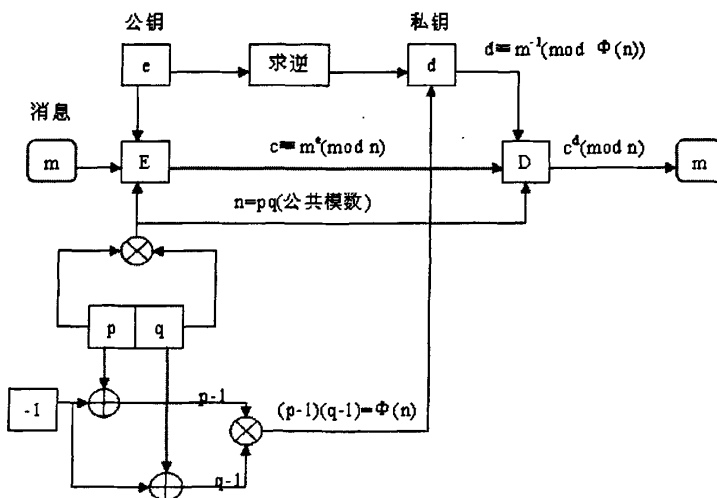 公钥
私钥
e
求逆
d
d≡m⁻¹(mod Φ(n))
消息
m
E
c≡mᵉ(mod n)
D
cᵈ(mod n)
m
n=pq(公共模数)
p
q
-1
p-1
(p-1)(q-1)=Φ(n)
q-1